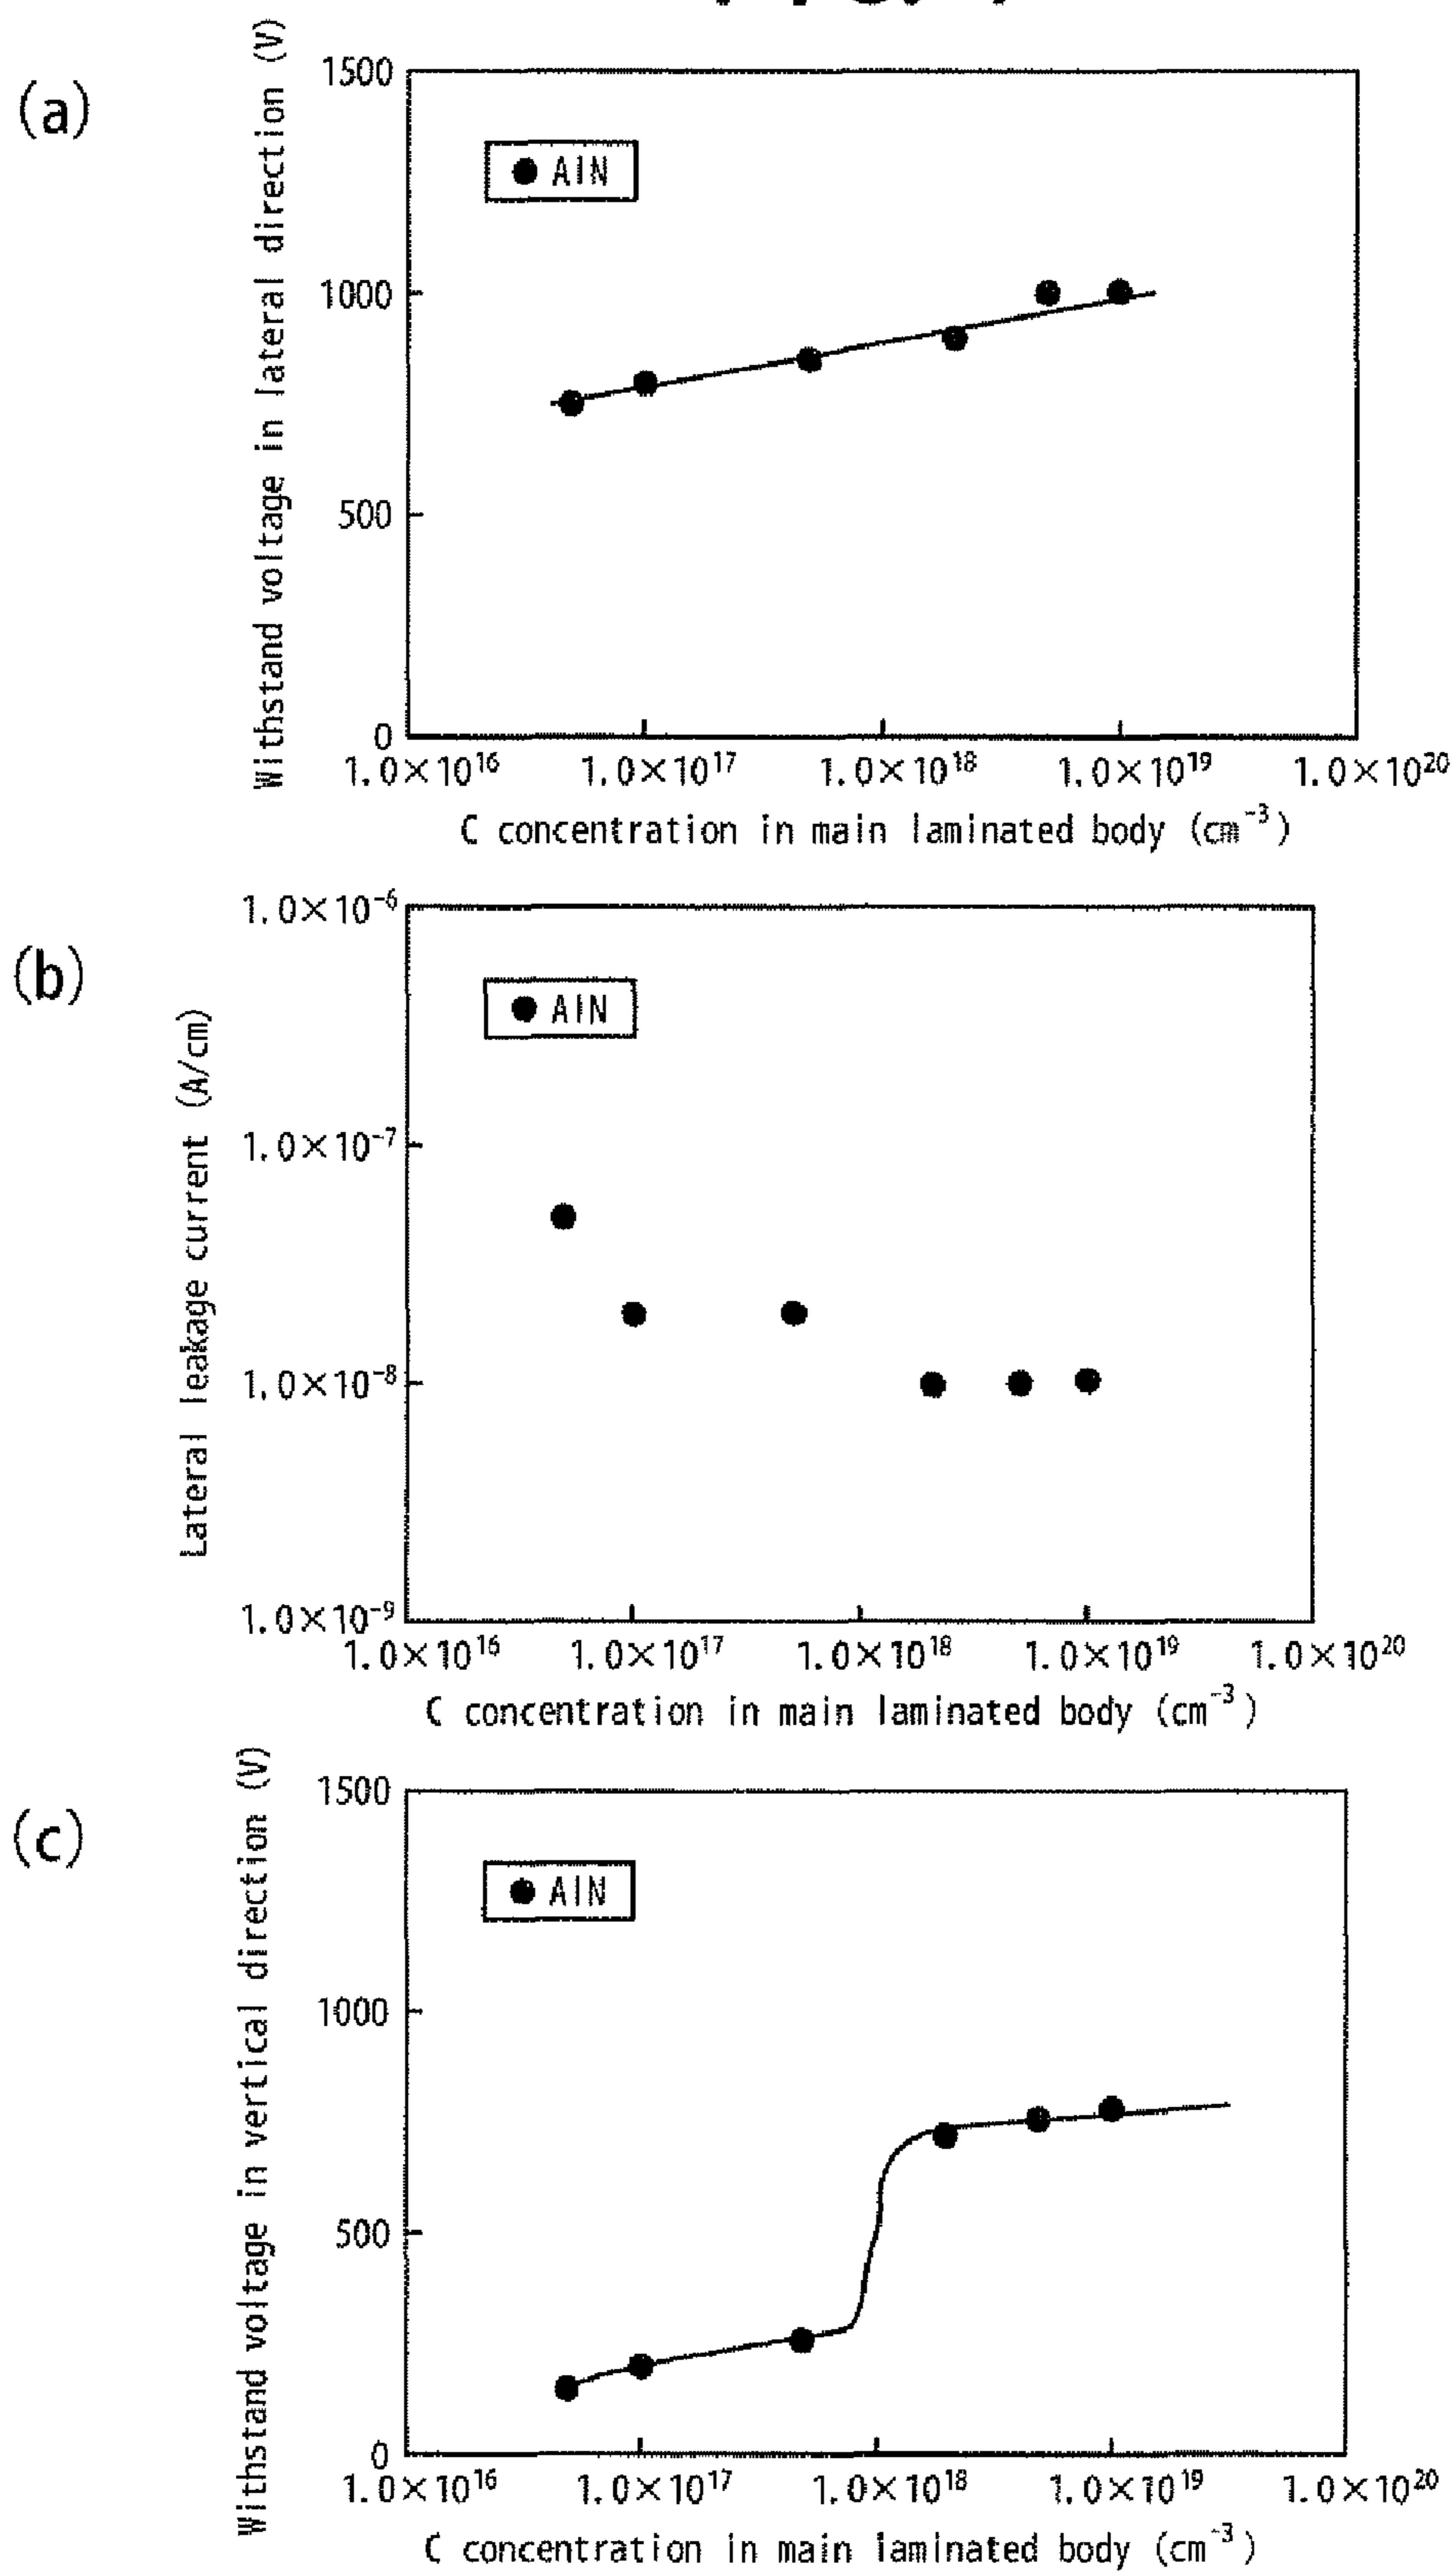 (a)
Withstand voltage in lateral direction (V)
1500
1000
500
0
AlN
1.0×10¹⁶ 1.0×10¹⁷ 1.0×10¹⁸ 1.0×10¹⁹ 1.0×10²⁰
C concentration in main laminated body (cm⁻³)
(b)
Lateral leakage current (A/cm)
1.0×10⁻⁶
1.0×10⁻⁷
1.0×10⁻⁸
1.0×10⁻⁹
AlN
1.0×10¹⁶ 1.0×10¹⁷ 1.0×10¹⁸ 1.0×10¹⁹ 1.0×10²⁰
C concentration in main laminated body (cm⁻³)
(c)
Withstand voltage in vertical direction (V)
1500
1000
500
0
AlN
1.0×10¹⁶ 1.0×10¹⁷ 1.0×10¹⁸ 1.0×10¹⁹ 1.0×10²⁰
C concentration in main laminated body (cm⁻³)